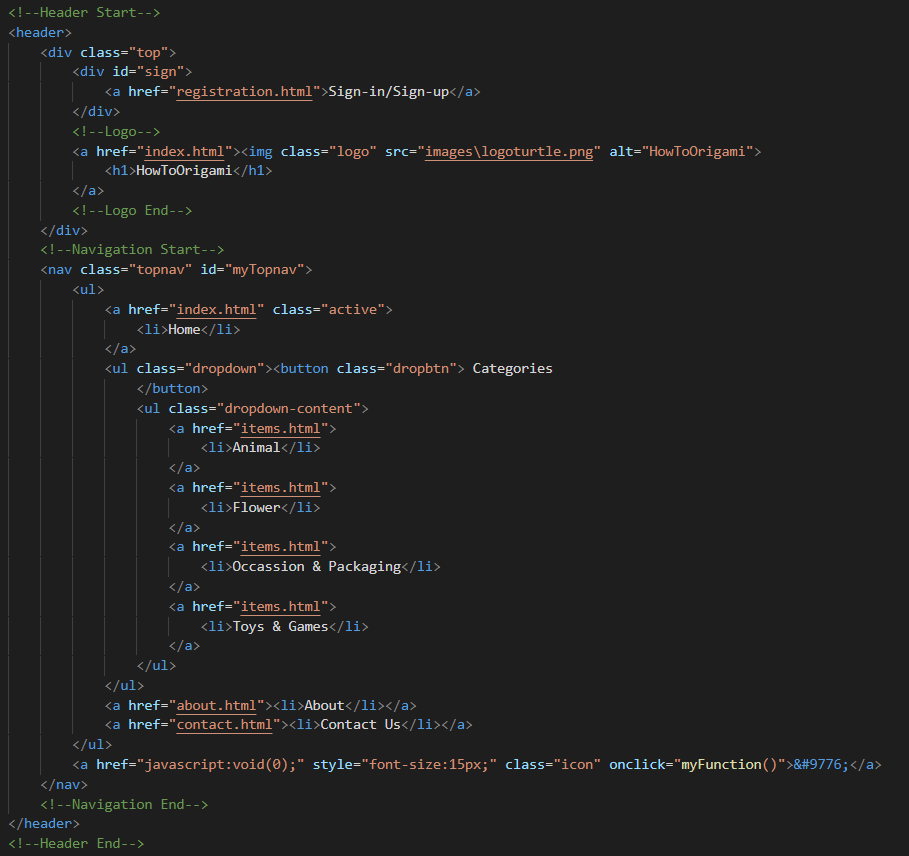 <!--Header Start-->
<header>
    <div class="top">
        <div id="sign">
            <a href="registration.html">Sign-in/Sign-up</a>
        </div>
        <!--Logo-->
        <a href="index.html"><img class="logo" src="images\logoturtle.png" alt="HowToOrigami">
            <h1>HowToOrigami</h1>
        </a>
        <!--Logo End-->
    </div>
    <!--Navigation Start-->
    <nav class="topnav" id="myTopnav">
        <ul>
            <a href="index.html" class="active">
                <li>Home</li>
            </a>
            <ul class="dropdown"><button class="dropbtn"> Categories
                </button>
                <ul class="dropdown-content">
                    <a href="items.html">
                        <li>Animal</li>
                    </a>
                    <a href="items.html">
                        <li>Flower</li>
                    </a>
                    <a href="items.html">
                        <li>Occassion & Packaging</li>
                    </a>
                    <a href="items.html">
                        <li>Toys & Games</li>
                    </a>
                </ul>
            </ul>
            <a href="about.html"><li>About</li></a>
            <a href="contact.html"><li>Contact Us</li></a>
        </ul>
        <a href="javascript:void(0);" style="font-size:15px;" class="icon" onclick="myFunction()">&#9776;</a>
    </nav>
    <!--Navigation End-->
</header>
<!--Header End-->